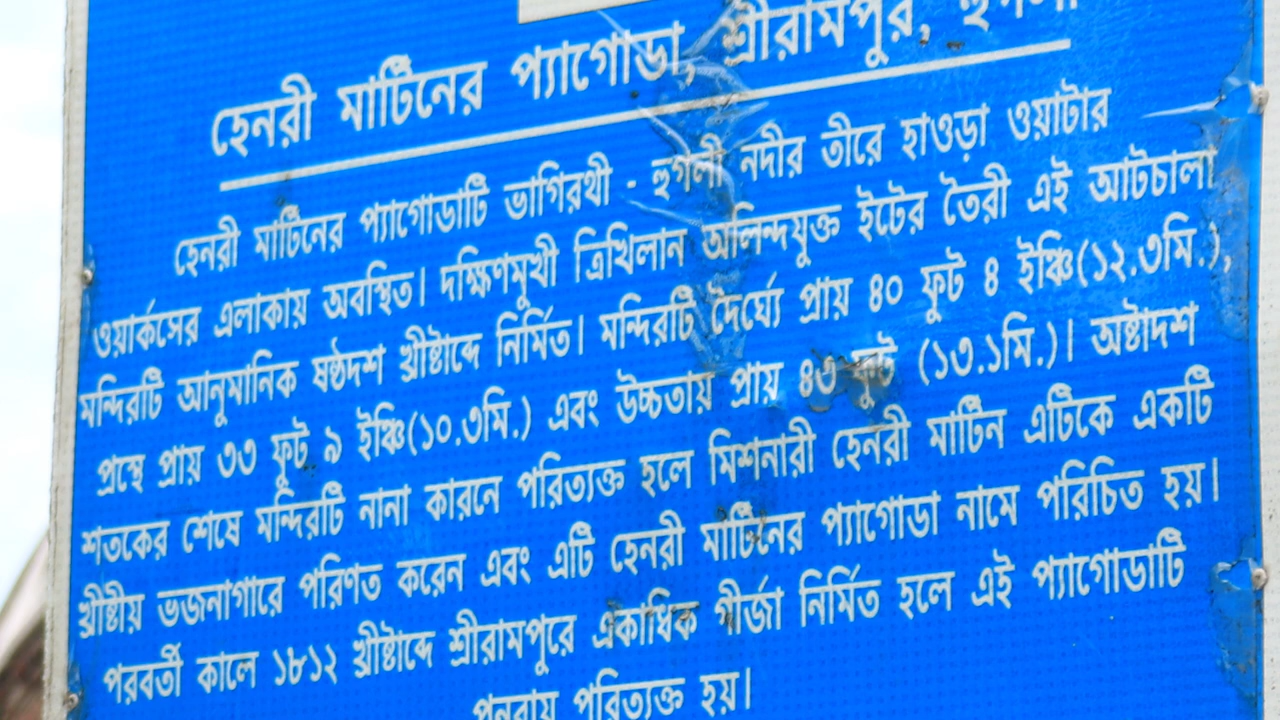 হেনরী মার্টিনের প্যাগোডা, শ্রীরামপুর, হুগলী
হেনরী মার্টিনের প্যাগোডাটি ভাগিরথী - হুগলী নদীর তীরে হাওড়া ওয়াটার
ওয়ার্কসের এলাকায় অবস্থিত। দক্ষিণমুখী ত্রিখিলান অলিন্দযুক্ত ইটের তৈরী এই আটচালা
মন্দিরটি আনুমানিক ষষ্ঠদশ খ্রীষ্টাব্দে নির্মিত। মন্দিরটি দৈর্ঘ্যে প্রায় ৪০ ফুট ৪ ইঞ্চি(১২.৩মি.),
প্রস্থে প্রায় ৩৩ ফুট ৯ ইঞ্চি(১০.৩মি.) এবং উচ্চতায় প্রায় ৪৩ ফুট (১৩.১মি.)। অষ্টাদশ
শতকের শেষে মন্দিরটি নানা কারনে পরিত্যক্ত হলে মিশনারী হেনরী মার্টিন এটিকে একটি
খ্রীষ্টীয় ভজনাগারে পরিণত করেন এবং এটি হেনরী মার্টিনের প্যাগোডা নামে পরিচিত হয়।
পরবর্তী কালে ১৮১২ খ্রীষ্টাব্দে শ্রীরামপুরে একাধিক গীর্জা নির্মিত হলে এই প্যাগোডাটি
পুনরায় পরিত্যক্ত হয়।